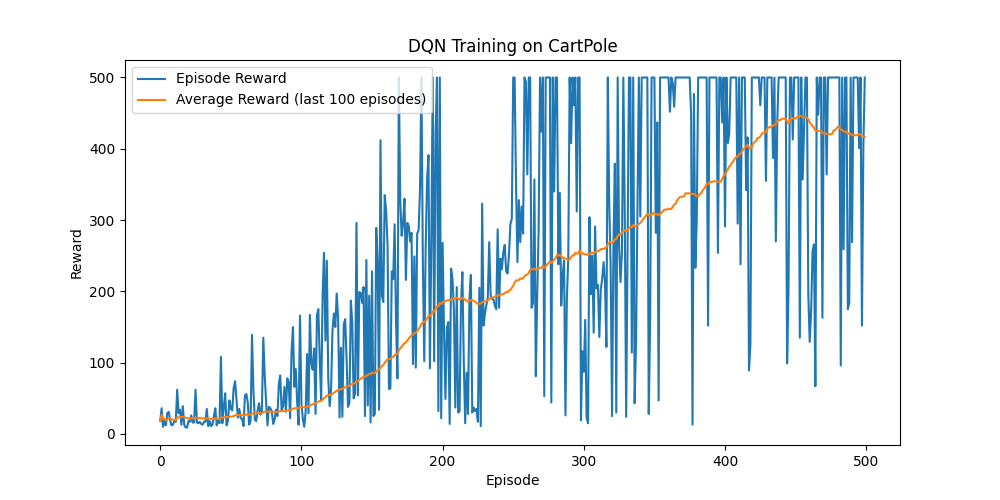 DQN Training on CartPole
Episode Reward
Average Reward (last 100 episodes)
500
400
300
200
100
0
Reward
0
100
200
300
400
500
Episode